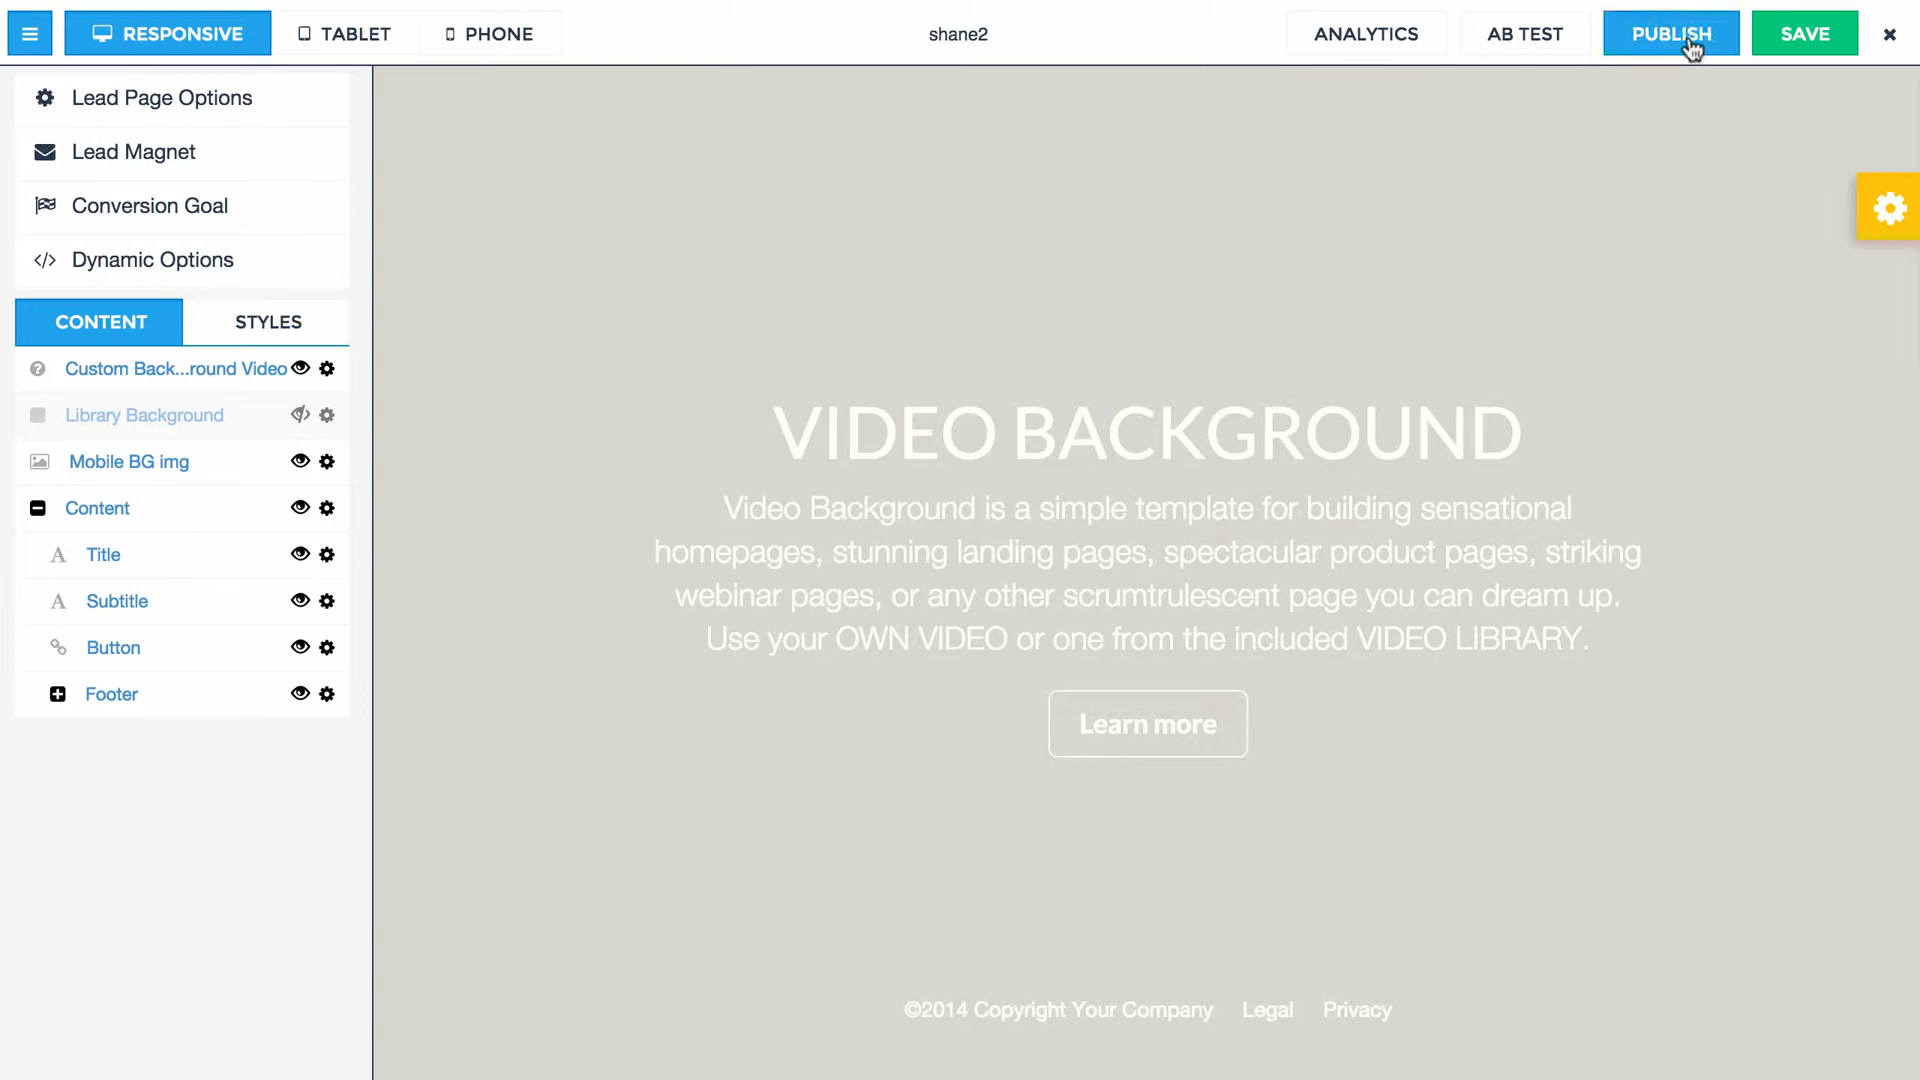 RESPONSIVE
TABLET
PHONE
shane2
ANALYTICS
AB TEST
PUBLISH
SAVE
Lead Page Options
Lead Magnet
Conversion Goal
Dynamic Options
CONTENT
STYLES
Custom Back...round Video
Library Background
Mobile BG img
Content
Title
Subtitle
Button
Footer
VIDEO BACKGROUND
Video Background is a simple template for building sensational
homepages, stunning landing pages, spectacular product pages, striking
webinar pages, or any other scrumtrulescent page you can dream up.
Use your OWN VIDEO or one from the included VIDEO LIBRARY.
Learn more
©2014 Copyright Your Company Legal Privacy